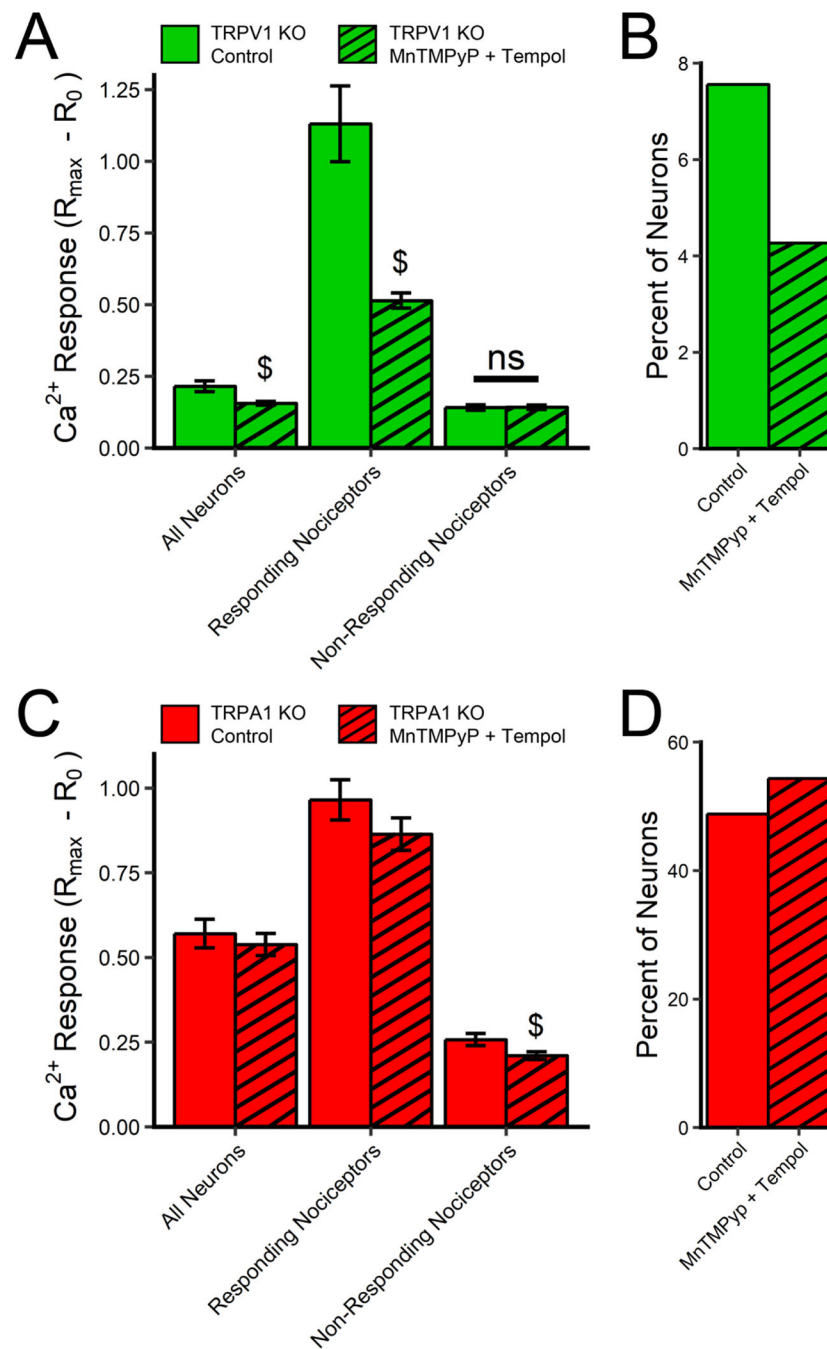 A
TRPV1 KO
Control
TRPV1 KO
MnTMPyP + Tempol
Ca2+ Response (Rmax - R0 )
1.25
1.00
0.75
0.50
0.25
0.00
$
$
ns
All Neurons
Responding Nociceptors
Non-Responding Nociceptors
B
Percent of Neurons
8
6
4
2
0
Control
MnTMPyp + Tempol
C
TRPA1 KO
Control
TRPA1 KO
MnTMPyP + Tempol
Ca2+ Response (Rmax - R0 )
1.00
0.75
0.50
0.25
0.00
$
All Neurons
Responding Nociceptors
Non-Responding Nociceptors
D
Percent of Neurons
60
40
20
0
Control
MnTMPyp + Tempol